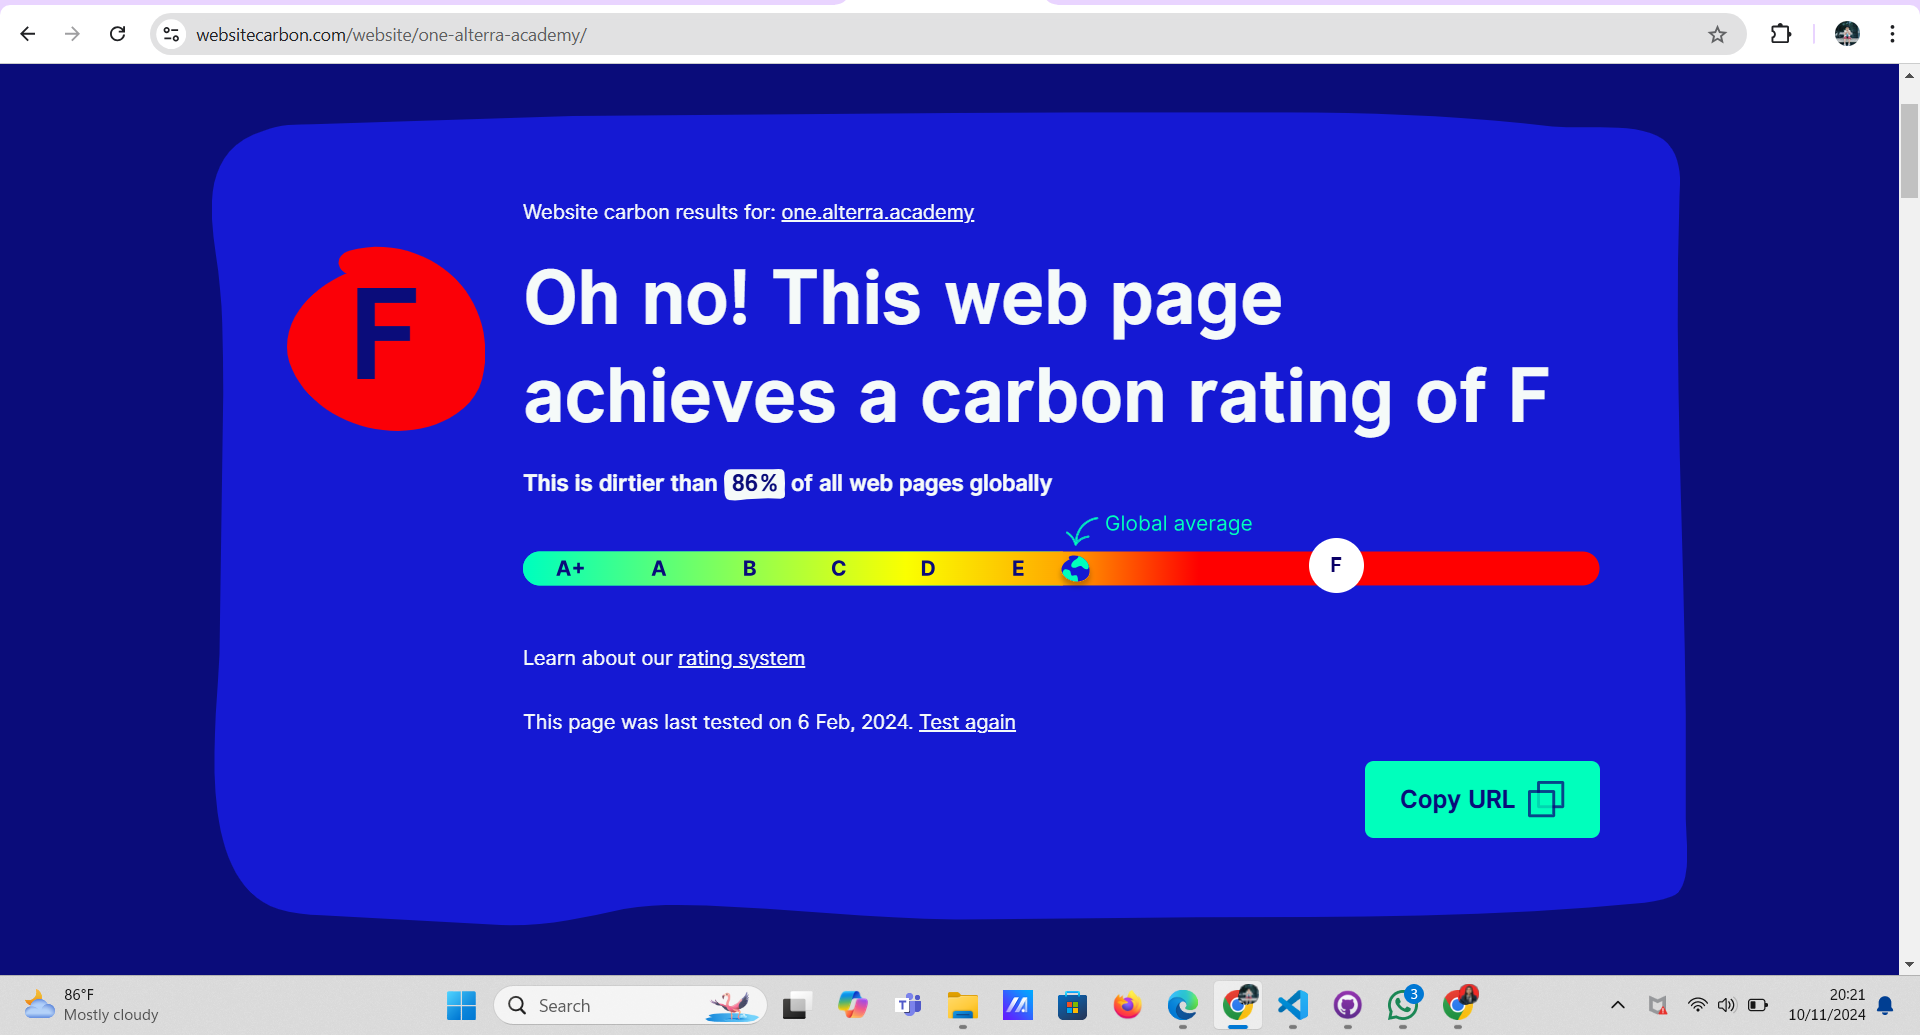 websitecarbon.com/website/one-alterra-academy/
Website carbon results for: one.alterra.academy
F
Oh no! This web page
achieves a carbon rating of F
This is dirtier than 86% of all web pages globally
Global average
A+ A B C D E F
Learn about our rating system
This page was last tested on 6 Feb, 2024. Test again
Copy URL
86°F
Mostly cloudy
Search
3
20:21
10/11/2024